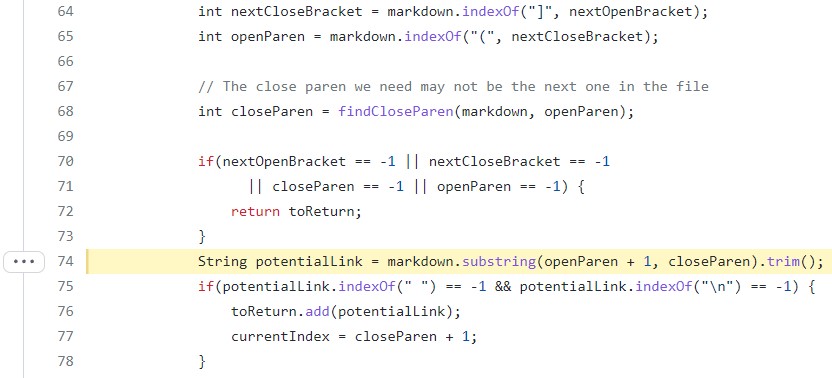 64 int nextCloseBracket = markdown.indexOf("]", nextOpenBracket);
65 int openParen = markdown.indexOf("(", nextCloseBracket);
66
67 // The close paren we need may not be the next one in the file
68 int closeParen = findCloseParen(markdown, openParen);
69
70 if(nextOpenBracket == -1 || nextCloseBracket == -1
71 || closeParen == -1 || openParen == -1) {
72 return toReturn;
73 }
74 String potentialLink = markdown.substring(openParen + 1, closeParen).trim();
75 if(potentialLink.indexOf(" ") == -1 && potentialLink.indexOf("\n") == -1) {
76 toReturn.add(potentialLink);
77 currentIndex = closeParen + 1;
78 }